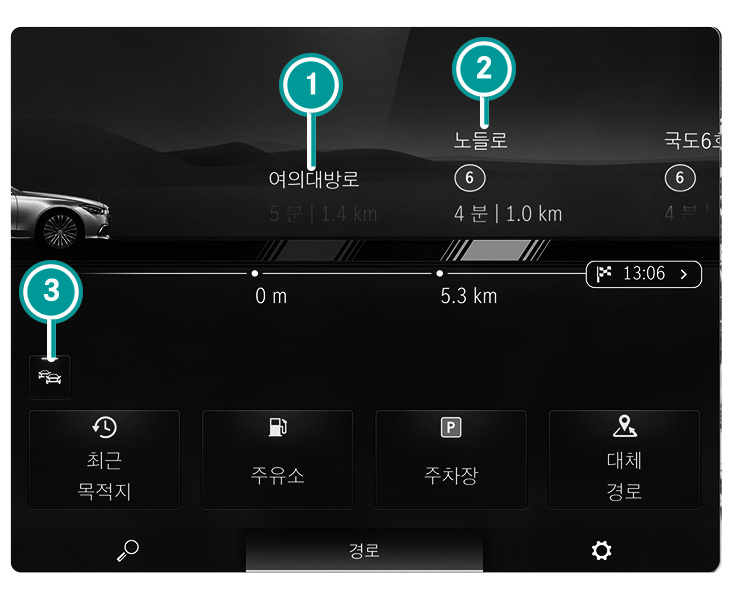 1
2
노들로
국도6호
여의대방로
6
6
5 분 | 1.4 km
4 분 | 1.0 km
4 분 |
13:06
3
0 m
5.3 km
최근
목적지
주유소
P
주차장
대체
경로
경로